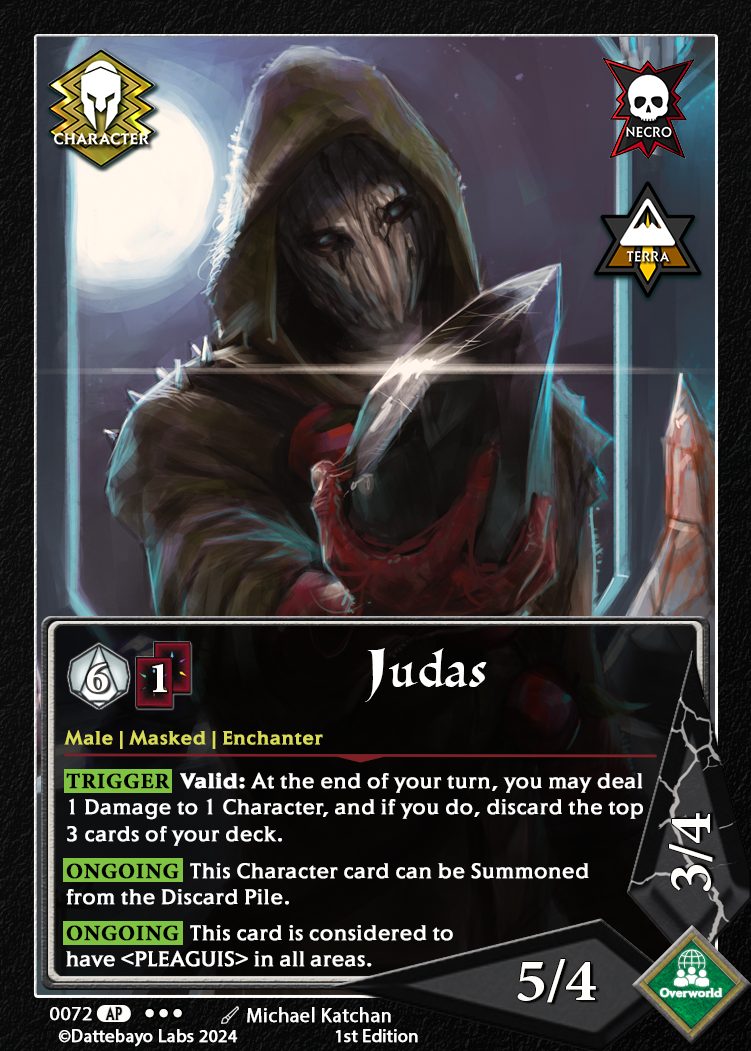 CHARACTER
NECRO
TERRA
6
1
Judas
Male | Masked | Enchanter
TRIGGER Valid: At the end of your turn, you may deal
1 Damage to 1 Character, and if you do, discard the top
3 cards of your deck.
ONGOING This Character card can be Summoned
from the Discard Pile.
ONGOING This card is considered to
have <PLEAGUIS> in all areas.
3/4
5/4
Overworld
0072 AP ••• Michael Katchan
©Dattebayo Labs 2024 1st Edition